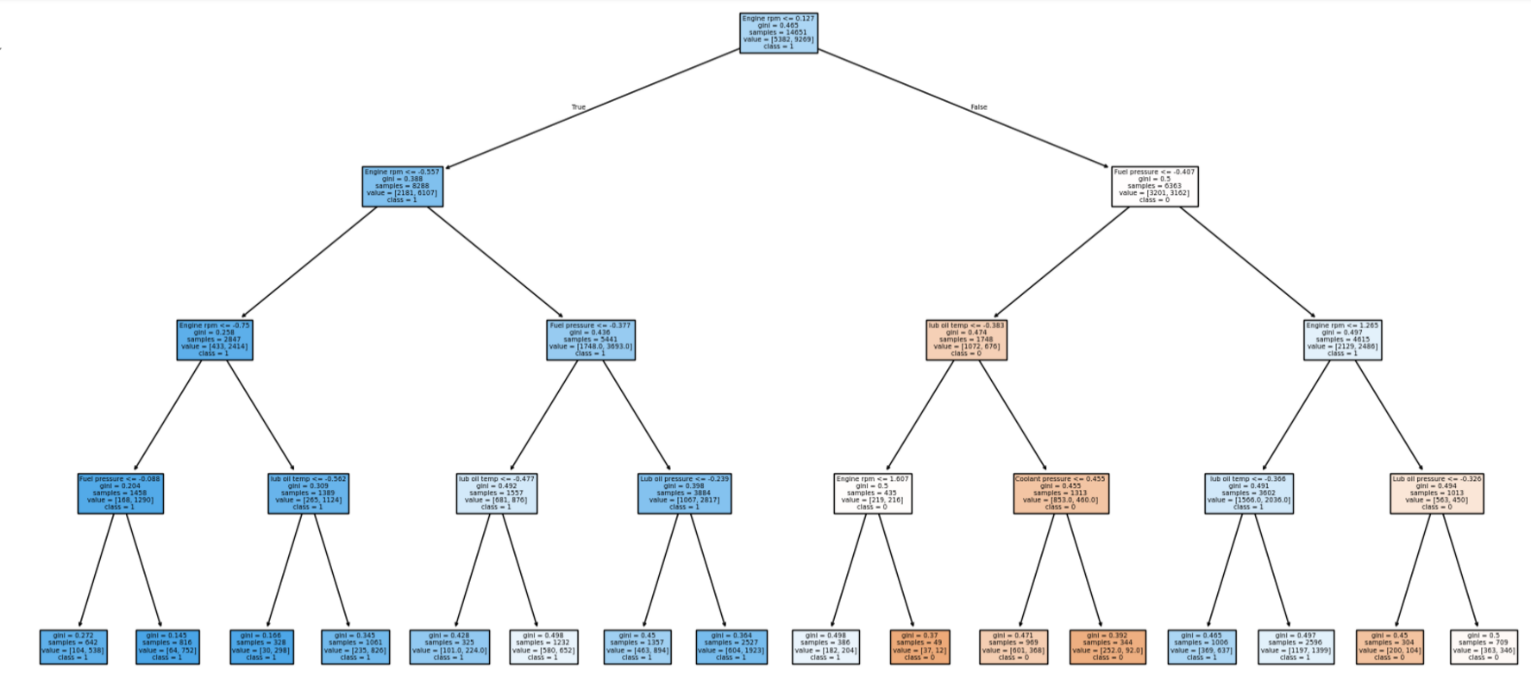 Engine rpm <= 0.127
gini = 0.465
samples = 14651
value = [5382, 9269]
class = 1
True
False
Engine rpm <= -0.557
gini = 0.388
samples = 8288
value = [2181, 6107]
class = 1
Fuel pressure <= -0.407
gini = 0.5
samples = 6363
value = [3201, 3162]
class = 0
Engine rpm <= -0.75
gini = 0.258
samples = 2847
value = [433, 2414]
class = 1
Fuel pressure <= -0.377
gini = 0.436
samples = 5441
value = [1748.0, 3693.0]
class = 1
lub oil temp <= -0.383
gini = 0.474
samples = 1748
value = [1072, 676]
class = 0
Engine rpm <= 1.265
gini = 0.497
samples = 4615
value = [2129, 2486]
class = 1
Fuel pressure <= -0.088
gini = 0.204
samples = 1458
value = [168, 1290]
class = 1
lub oil temp <= -0.562
gini = 0.309
samples = 1389
value = [265, 1124]
class = 1
lub oil temp <= -0.477
gini = 0.492
samples = 1557
value = [681, 876]
class = 1
Lub oil pressure <= -0.239
gini = 0.398
samples = 3884
value = [1067, 2817]
class = 1
Engine rpm <= 1.607
gini = 0.5
samples = 435
value = [219, 216]
class = 0
Coolant pressure <= 0.455
gini = 0.455
samples = 1313
value = [853.0, 460.0]
class = 0
lub oil temp <= -0.366
gini = 0.491
samples = 3602
value = [1566.0, 2036.0]
class = 1
Lub oil pressure <= -0.326
gini = 0.494
samples = 1013
value = [563, 450]
class = 0
gini = 0.272
samples = 642
value = [104, 538]
class = 1
gini = 0.145
samples = 816
value = [64, 752]
class = 1
gini = 0.166
samples = 328
value = [30, 298]
class = 1
gini = 0.345
samples = 1061
value = [235, 826]
class = 1
gini = 0.428
samples = 325
value = [101.0, 224.0]
class = 1
gini = 0.498
samples = 1232
value = [580, 652]
class = 1
gini = 0.45
samples = 1357
value = [463, 894]
class = 1
gini = 0.364
samples = 2527
value = [604, 1923]
class = 1
gini = 0.498
samples = 386
value = [182, 204]
class = 1
gini = 0.37
samples = 49
value = [37, 12]
class = 0
gini = 0.471
samples = 969
value = [601, 368]
class = 0
gini = 0.392
samples = 344
value = [252.0, 92.0]
class = 0
gini = 0.465
samples = 1006
value = [369, 637]
class = 1
gini = 0.497
samples = 2596
value = [1197, 1399]
class = 1
gini = 0.45
samples = 304
value = [200, 104]
class = 0
gini = 0.5
samples = 709
value = [363, 346]
class = 0